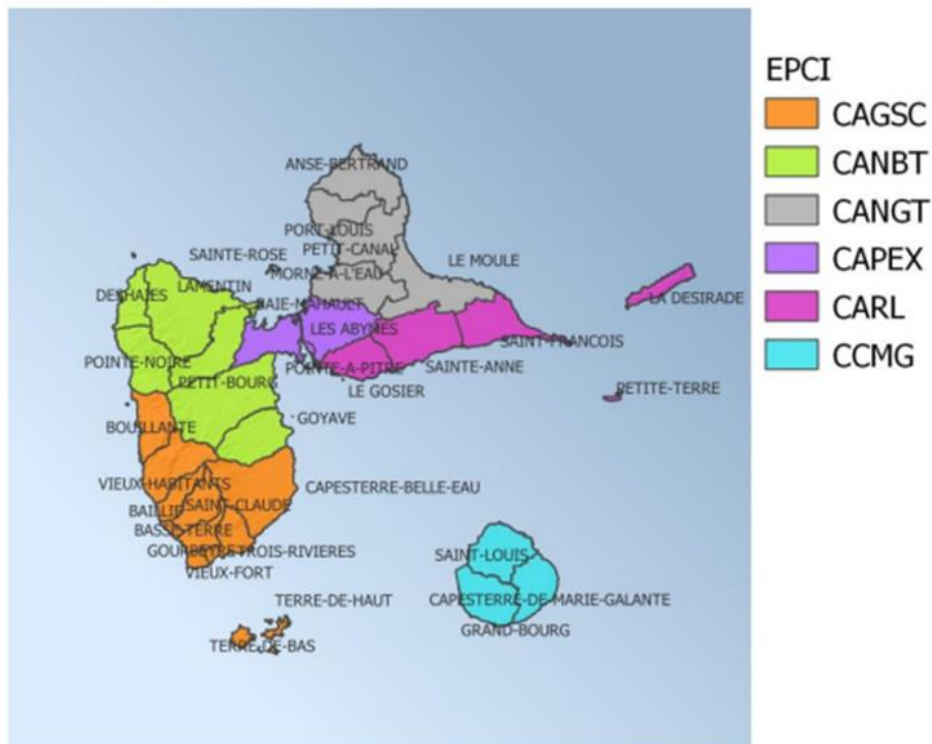 EPCI
CAGSC
CANBT
CANGT
CAPEX
CARL
CCMG
ANSE-BERTRAND
PORT-LOUIS
PETIT-CANAL
SAINTE-ROSE
MORNE-A-L'EAU
LE MOULE
LAMENTIN
DESHAIES
BAIE-MAHAULT
LA DESIRADE
LES ABYMES
SAINT-FRANCOIS
POINTE-NOIRE
POINTE-A-PITRE
SAINTE-ANNE
PETIT-BOURG
LE GOSIER
PETITE-TERRE
GOYAVE
BOUILLANTE
VIEUX-HABITANTS
CAPESTERRE-BELLE-EAU
SAINT-CLAUDE
BAILLIF
BASSE-TERRE
GOURBEYRE
TROIS-RIVIERES
VIEUX-FORT
SAINT-LOUIS
TERRE-DE-HAUT
CAPESTERRE-DE-MARIE-GALANTE
GRAND-BOURG
TERRE-DE-BAS